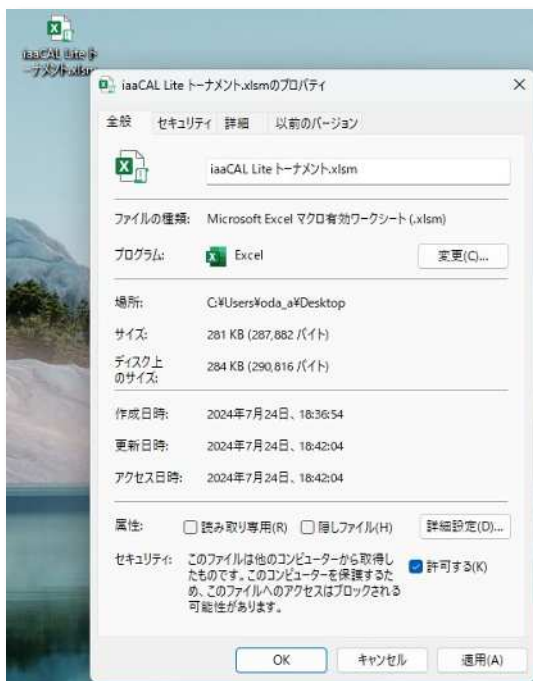 iaaCAL Lite ト
ーナメント.xlsm
iaaCAL Lite トーナメント.xlsmのプロパティ
全般 セキュリティ 詳細 以前のバージョン
iaaCAL Lite トーナメント.xlsm
ファイルの種類: Microsoft Excel マクロ有効ワークシート (.xlsm)
プログラム: Excel 変更(C)...
場所: C:¥Users¥oda_a¥Desktop
サイズ: 281 KB (287,882 バイト)
ディスク上
のサイズ: 284 KB (290,816 バイト)
作成日時: 2024年7月24日、18:36:54
更新日時: 2024年7月24日、18:42:04
アクセス日時: 2024年7月24日、18:42:04
属性: 読み取り専用(R) 隠しファイル(H) 詳細設定(D)...
セキュリティ: このファイルは他のコンピューターから取得し
たものです。このコンピューターを保護するた
め、このファイルへのアクセスはブロックされる
可能性があります。
許可する(K)
OK キャンセル 適用(A)